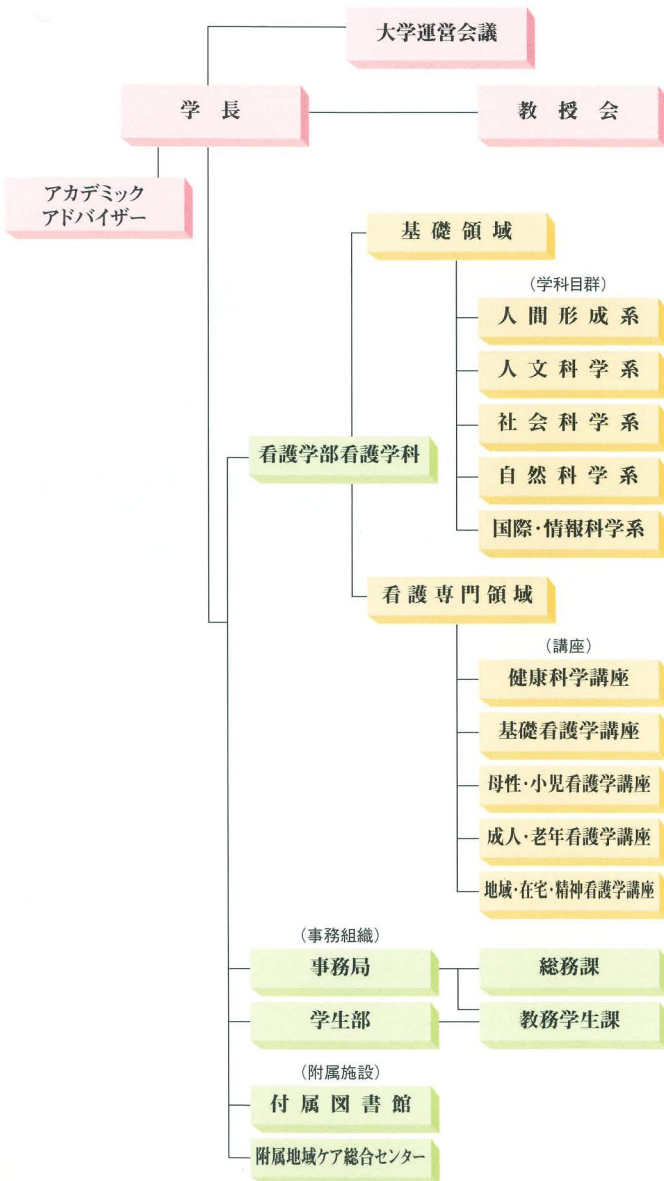 大学運営会議
学長
教授会
アカデミック
アドバイザー
基礎領域
(学科目群)
人間形成系
人文科学系
社会科学系
看護学部看護学科
自然科学系
国際・情報科学系
看護専門領域
(講座)
健康科学講座
基礎看護学講座
母性・小児看護学講座
成人・老年看護学講座
地域・在宅・精神看護学講座
(事務組織)
事務局
総務課
学生部
教務学生課
(附属施設)
付属図書館
附属地域ケア総合センター